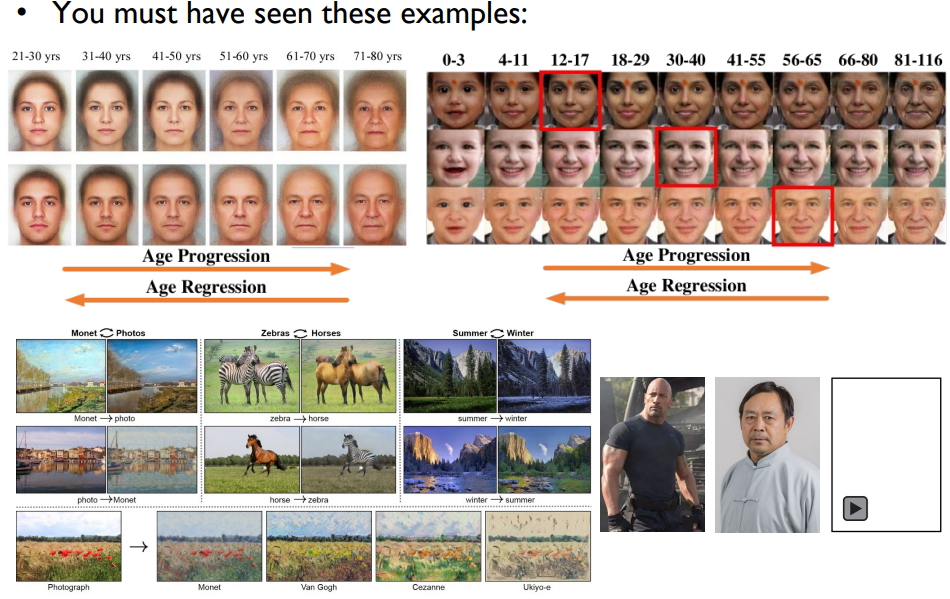 • You must have seen these examples:
21-30 yrs 31-40 yrs 41-50 yrs 51-60 yrs 61-70 yrs 71-80 yrs
0-3 4-11 12-17 18-29 30-40 41-55 56-65 66-80 81-116
Age Progression
Age Regression
Age Progression
Age Regression
Monet Photos
Zebras Horses
Summer Winter
Monet → photo
zebra → horse
summer → winter
photo → Monet
horse → zebra
winter → summer
→
Photograph Monet Van Gogh Cezanne Ukiyo-e